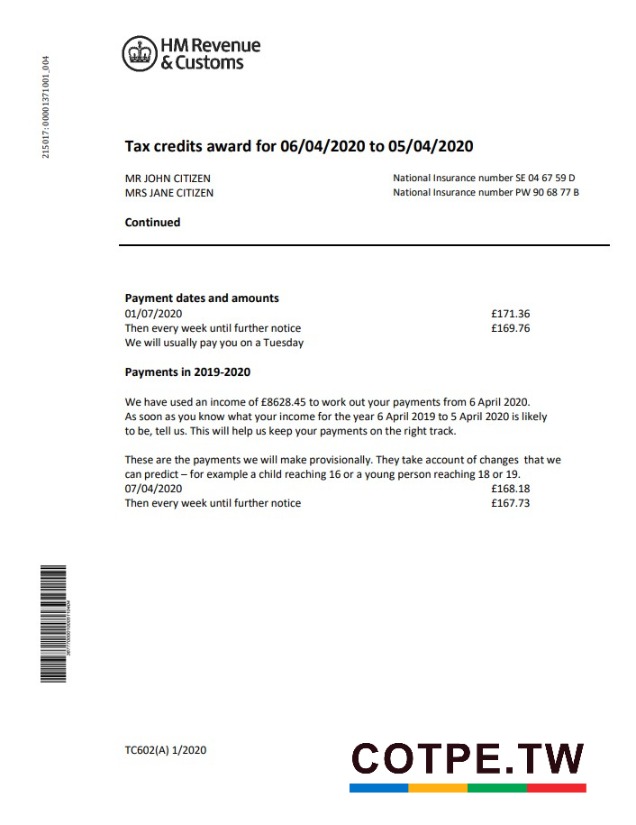 215017:00001371001_004
HM Revenue
& Customs
Tax credits award for 06/04/2020 to 05/04/2020
MR JOHN CITIZEN National Insurance number SE 04 67 59 D
MRS JANE CITIZEN National Insurance number PW 90 68 77 B
Continued
Payment dates and amounts
01/07/2020 £171.36
Then every week until further notice £169.76
We will usually pay you on a Tuesday
Payments in 2019-2020
We have used an income of £8628.45 to work out your payments from 6 April 2020.
As soon as you know what your income for the year 6 April 2019 to 5 April 2020 is likely
to be, tell us. This will help us keep your payments on the right track.
These are the payments we will make provisionally. They take account of changes that we
can predict – for example a child reaching 16 or a young person reaching 18 or 19.
07/04/2020 £168.18
Then every week until further notice £167.73
TC602(A) 1/2020
COTPE.TW